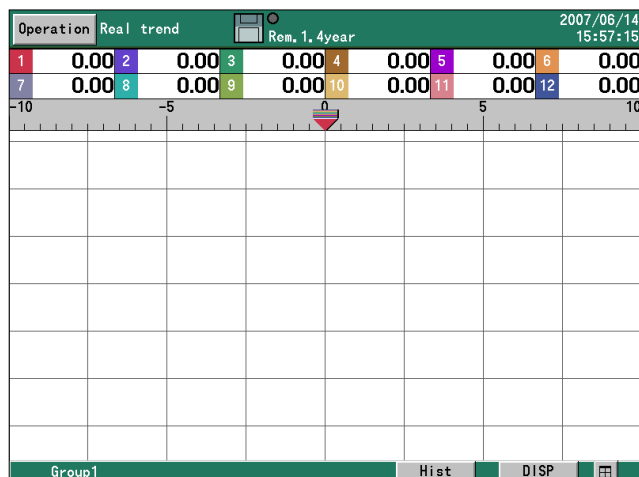 Operation Real trend Rem.1.4year 2007/06/14
15:57:15
1 0.00 2 0.00 3 0.00 4 0.00 5 0.00 6 0.00
7 0.00 8 0.00 9 0.00 10 0.00 11 0.00 12 0.00
-10 -5 0 5 10
Group1 Hist DISP